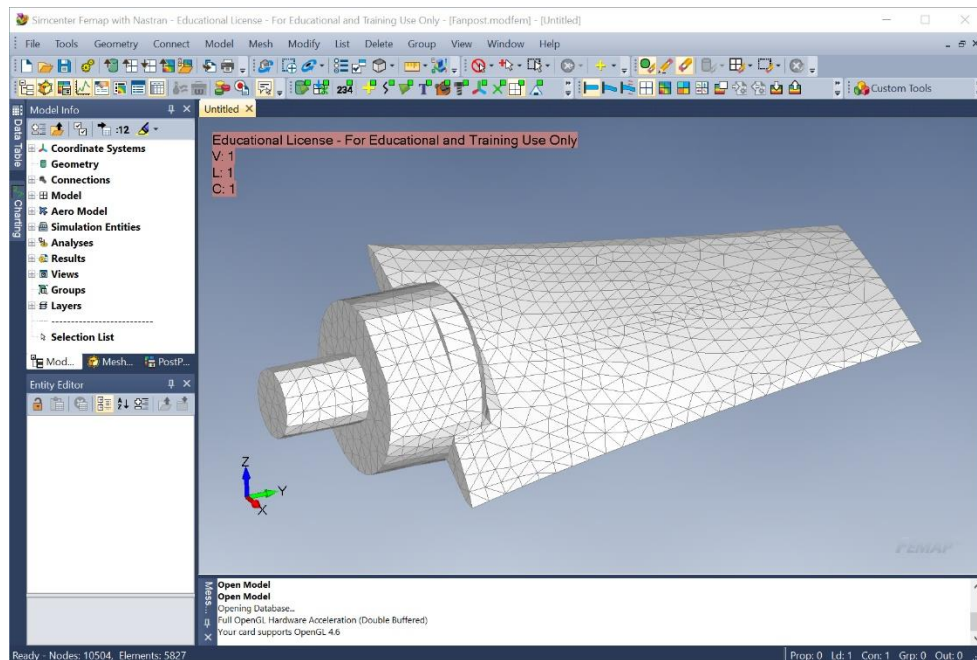 Simcenter Femap with Nastran - Educational License - For Educational and Training Use Only - [Fanpost.modfem] - [Untitled]
File Tools Geometry Connect Model Mesh Modify List Delete Group View Window Help
234
Custom Tools
Model Info
Untitled
:12
Data Table
Charting
Coordinate Systems
Geometry
Connections
Model
Aero Model
Simulation Entities
Analyses
Results
Views
Groups
Layers
Selection List
Mod... Mesh... PostP...
Entity Editor
Educational License - For Educational and Training Use Only
V: 1
L: 1
C: 1
Z
Y
X
FEMAP
Mess...
Open Model
Open Model
Opening Database...
Full OpenGL Hardware Acceleration (Double Buffered)
Your card supports OpenGL 4.6
Ready - Nodes: 10504, Elements: 5827
Prop: 0 Ld: 1 Con: 1 Grp: 0 Out: 0